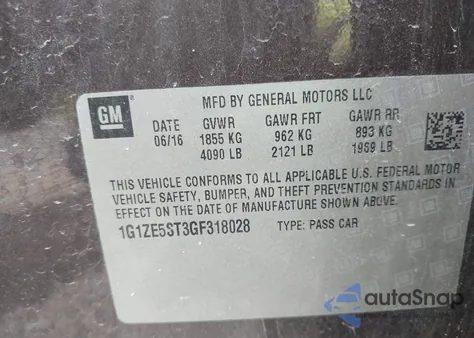 GM
MFD BY GENERAL MOTORS LLC
06/16 GVWR GAWR FRT GAWR RR
1855 KG 962 KG 893 KG
4090 LB 2121 LB 1969 LB
THIS VEHICLE CONFORMS TO ALL APPLICABLE U.S. FEDERAL MOTOR
VEHICLE SAFETY, BUMPER, AND THEFT PREVENTION STANDARDS IN
EFFECT ON THE DATE OF MANUFACTURE SHOWN ABOVE.
1G1ZE5ST3GF318028 TYPE: PASS CAR
autoSnap